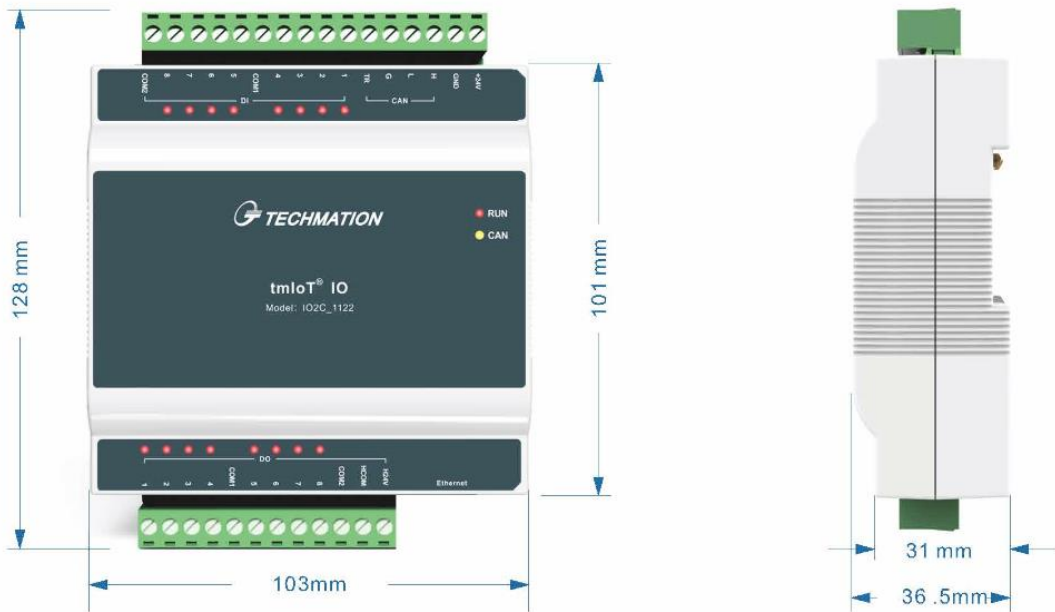 COM2 8 7 6 5 COM1 4 3 2 1 TR G L H GND +24V
DI
CAN
TECHMATION
RUN
CAN
tmIoT® IO
Model: IO2C_1122
128 mm
101 mm
DO
1 2 3 4 COM1 5 6 7 8 COM2 HCOM H24V
Ethernet
103mm
31 mm
36 .5mm